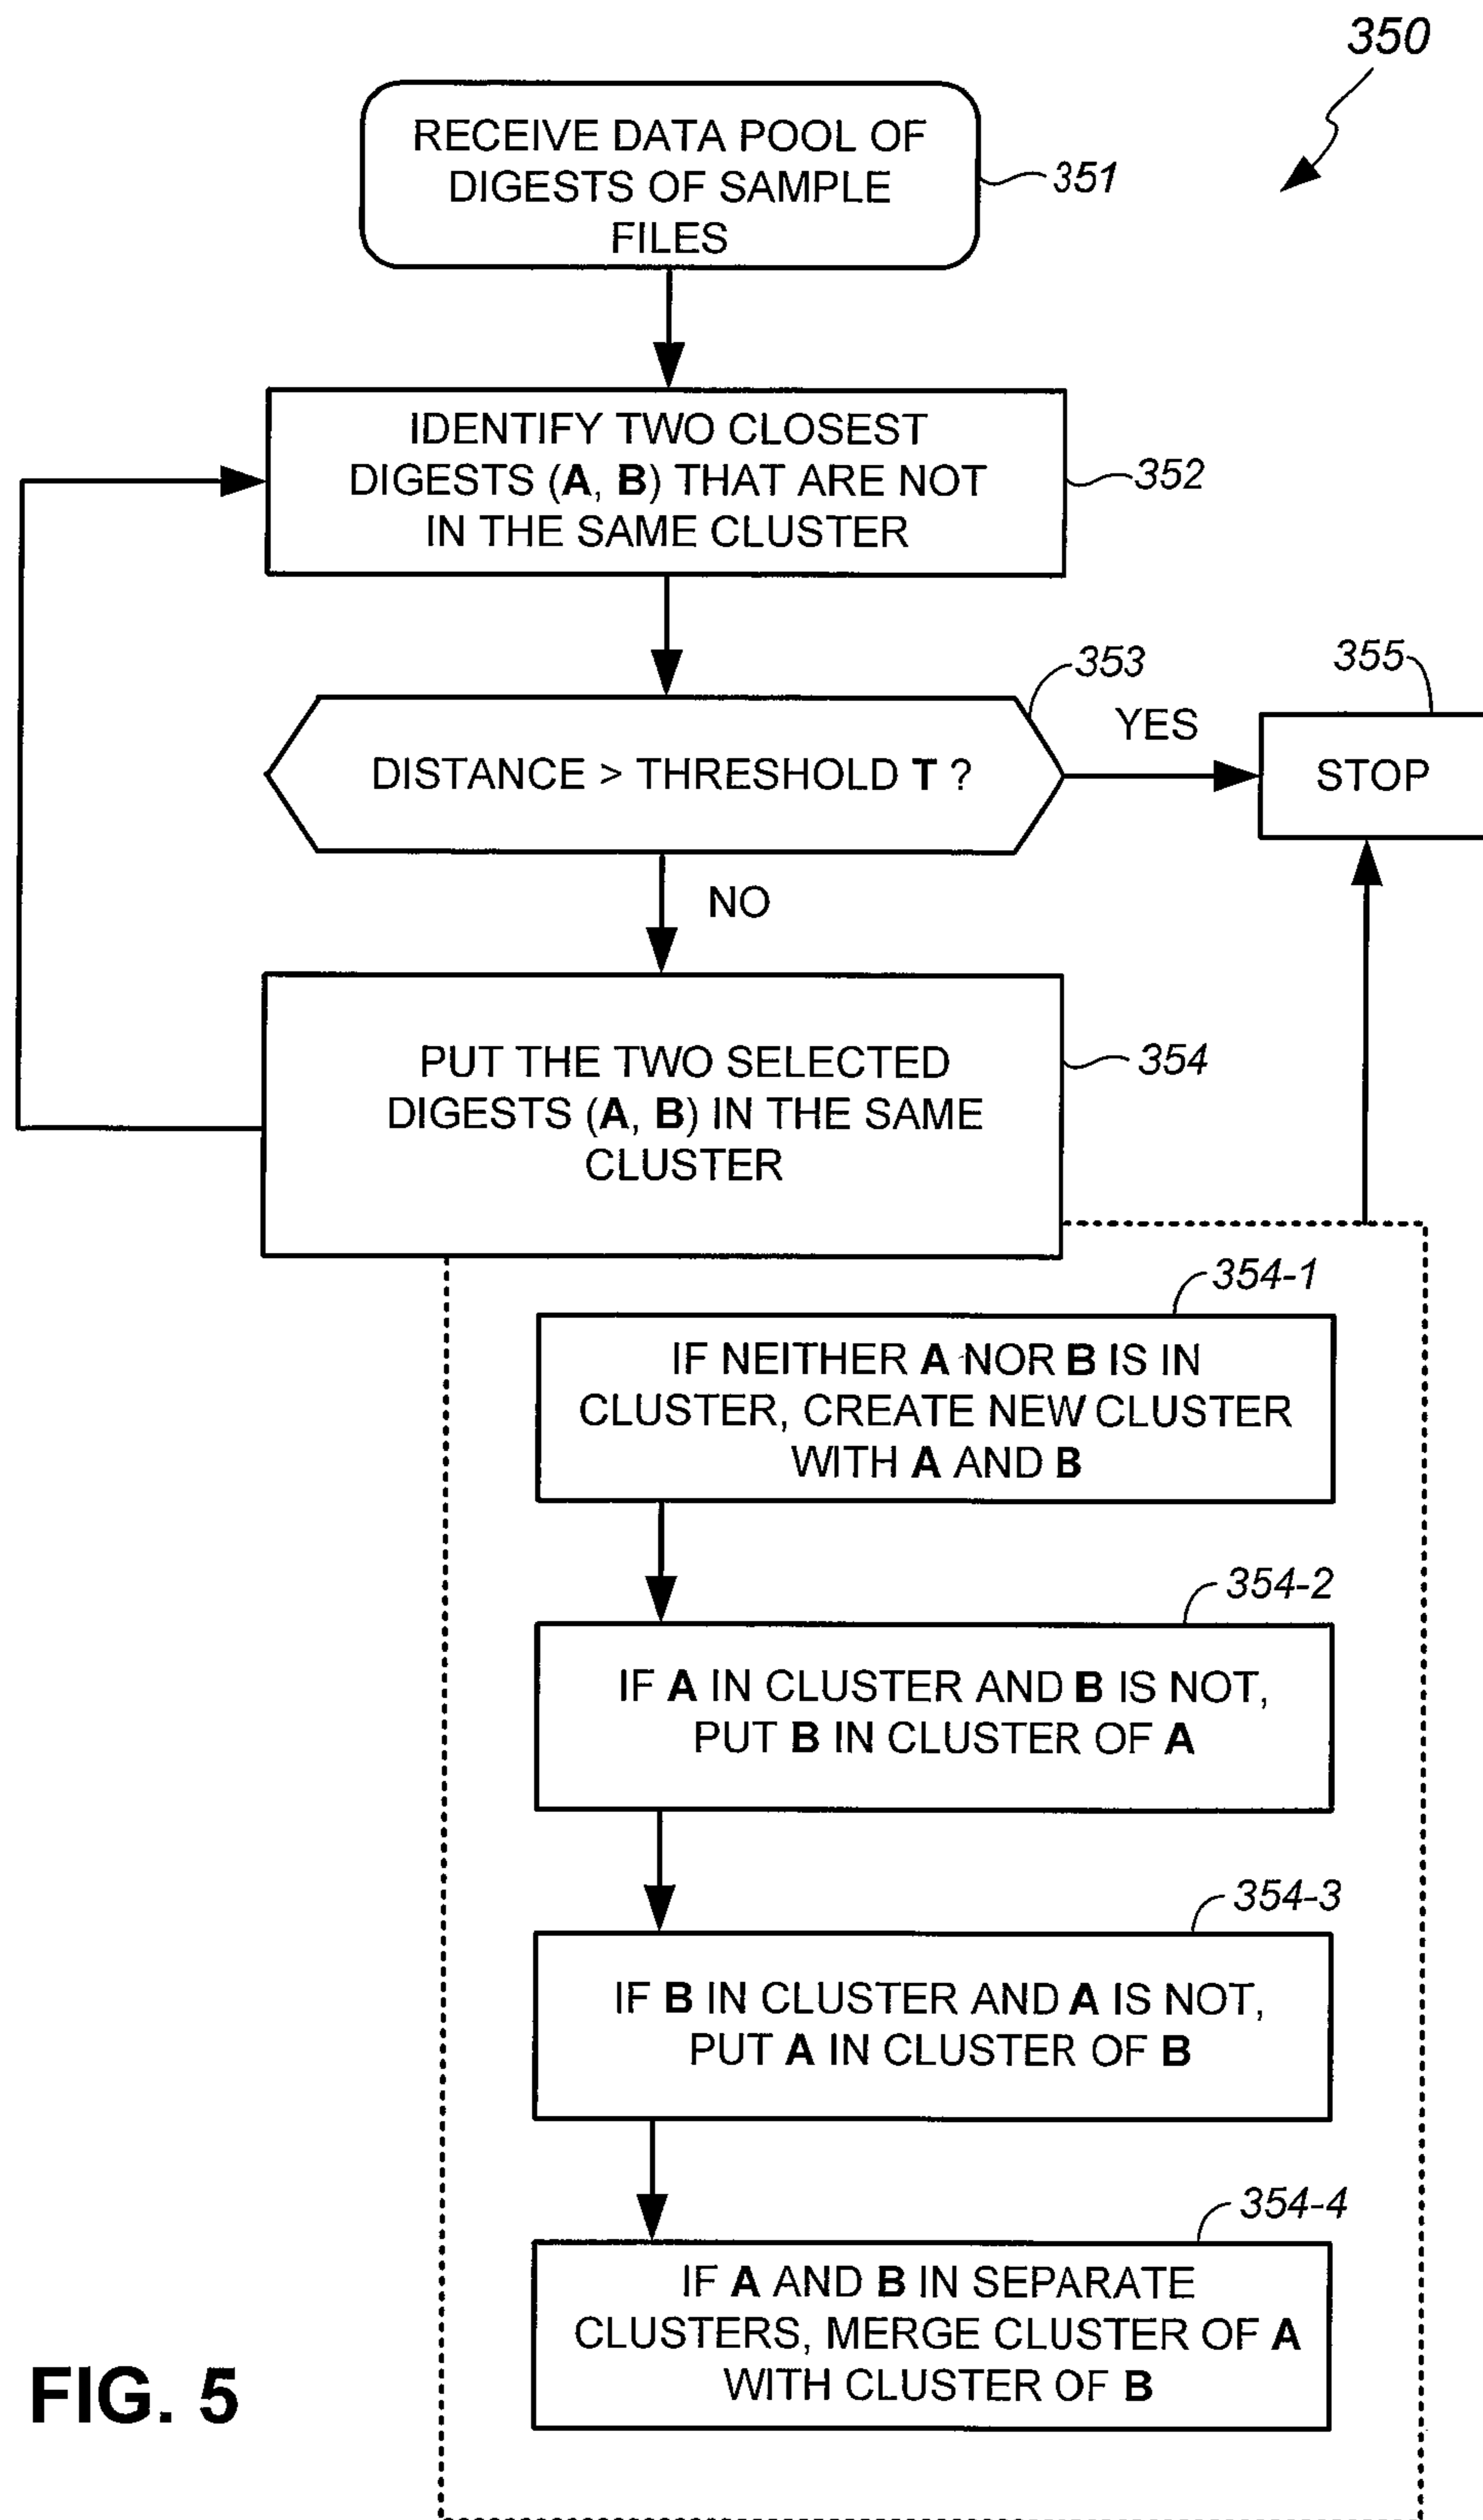 350
RECEIVE DATA POOL OF
DIGESTS OF SAMPLE
FILES
351
IDENTIFY TWO CLOSEST
DIGESTS (A, B) THAT ARE NOT
IN THE SAME CLUSTER
352
353
355
YES
DISTANCE > THRESHOLD T ?
STOP
NO
PUT THE TWO SELECTED
DIGESTS (A, B) IN THE SAME
CLUSTER
354
354-1
IF NEITHER A NOR B IS IN
CLUSTER, CREATE NEW CLUSTER
WITH A AND B
354-2
IF A IN CLUSTER AND B IS NOT,
PUT B IN CLUSTER OF A
354-3
IF B IN CLUSTER AND A IS NOT,
PUT A IN CLUSTER OF B
354-4
IF A AND B IN SEPARATE
CLUSTERS, MERGE CLUSTER OF A
WITH CLUSTER OF B
FIG. 5